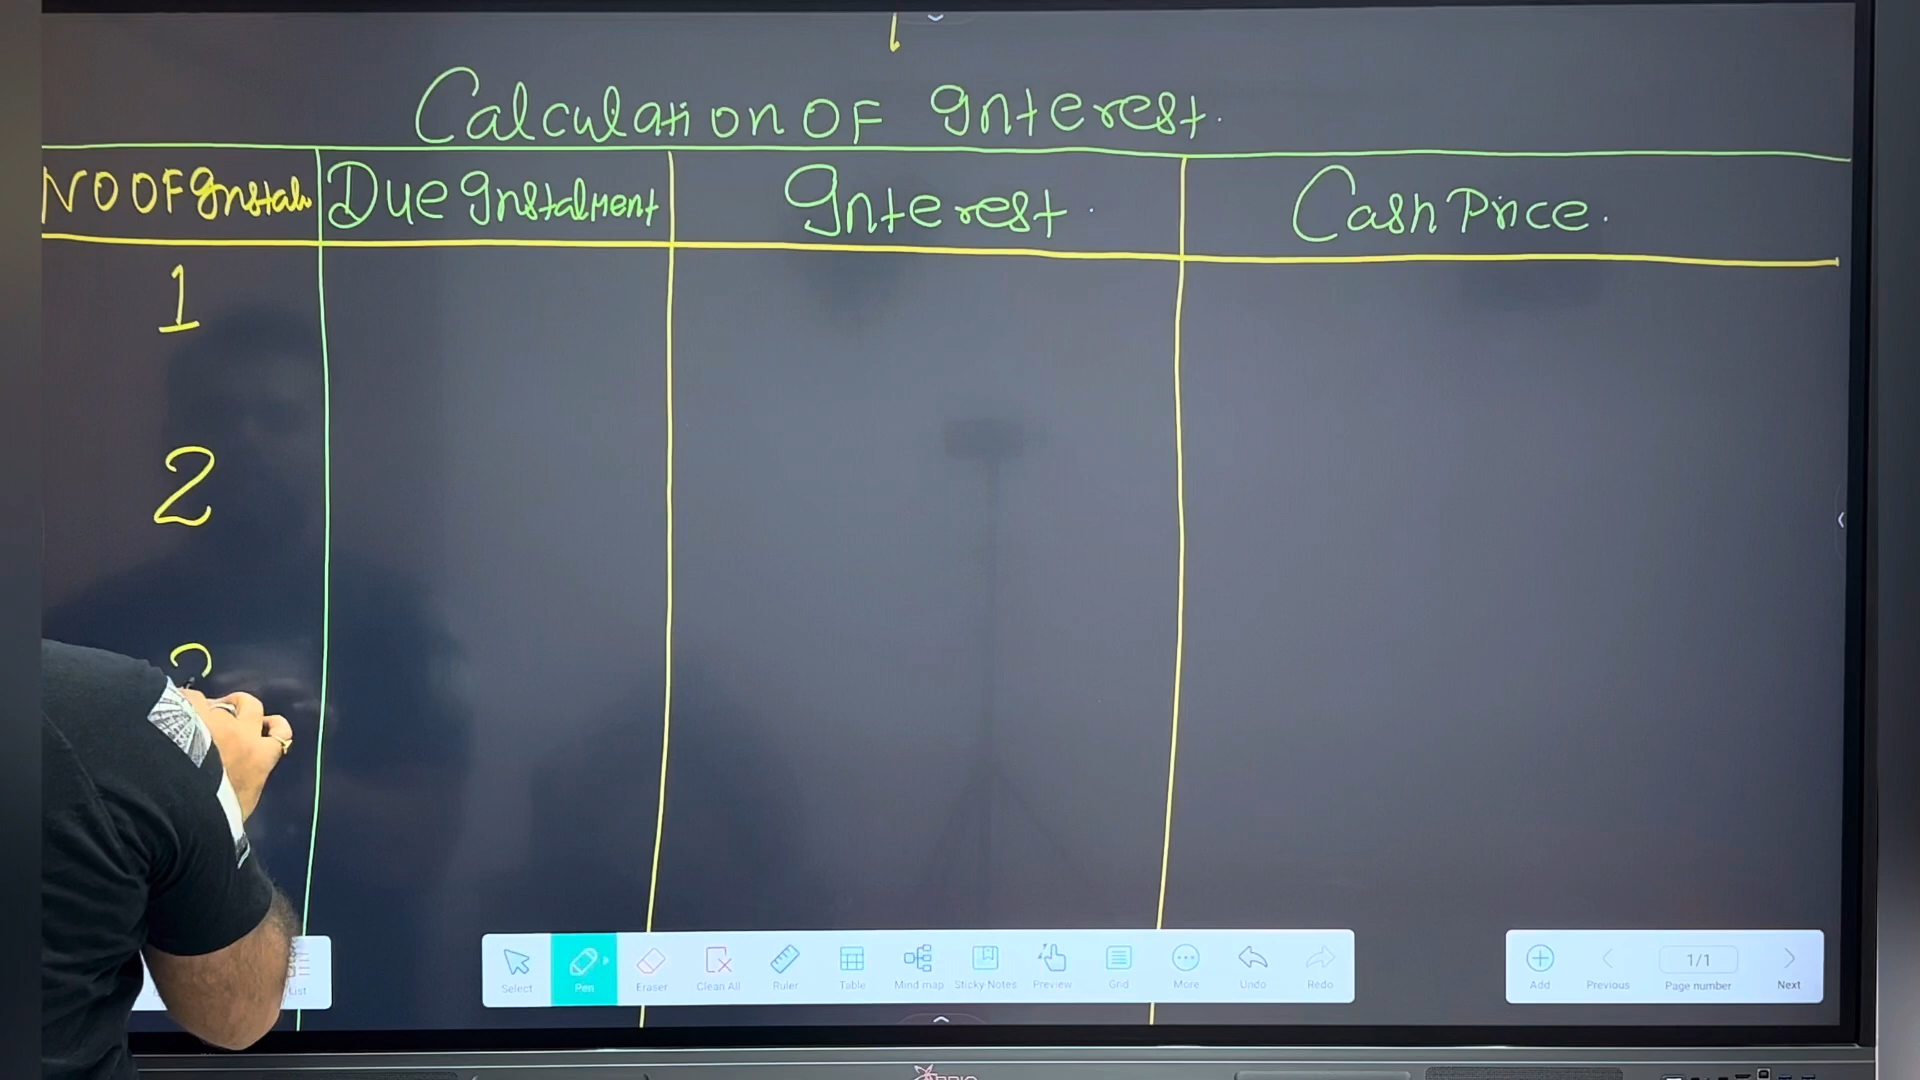 Calculation OF Interest.
NO OF Instal Due Instalment Interest. Cash Price.
1
2
List
Select Pen Eraser Clean All Ruler Table Mind map Sticky Notes Preview Grid More Undo Redo
1/1
Add Previous Page number Next